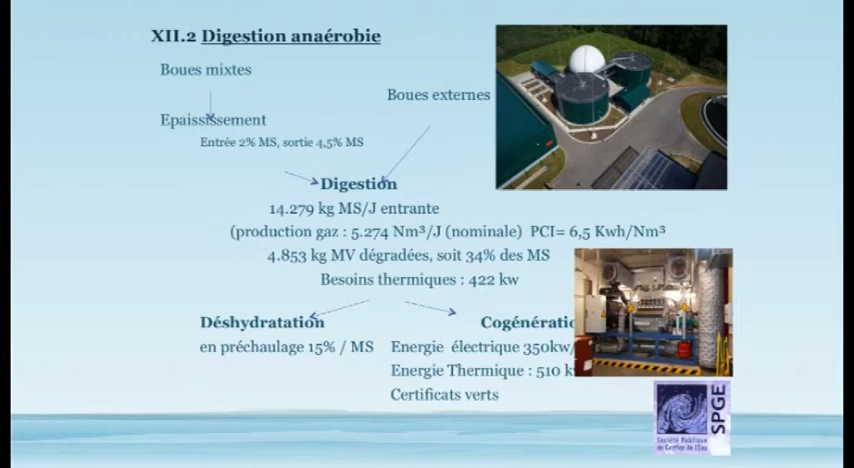 XII.2 Digestion anaérobie
Boues mixtes
Boues externes
Epaississement
Entrée 2% MS, sortie 4,5% MS
Digestion
14.279 kg MS/J entrante
(production gaz : 5.274 Nm³/J (nominale) PCI= 6,5 Kwh/Nm³
4.853 kg MV dégradées, soit 34% des MS
Besoins thermiques : 422 kw
Déshydratation
Cogénératio
en préchaulage 15% / MS
Energie électrique 350kw/
Energie Thermique : 510 k
Certificats verts
SPGE
Société Publique
de Gestion de l'Eau